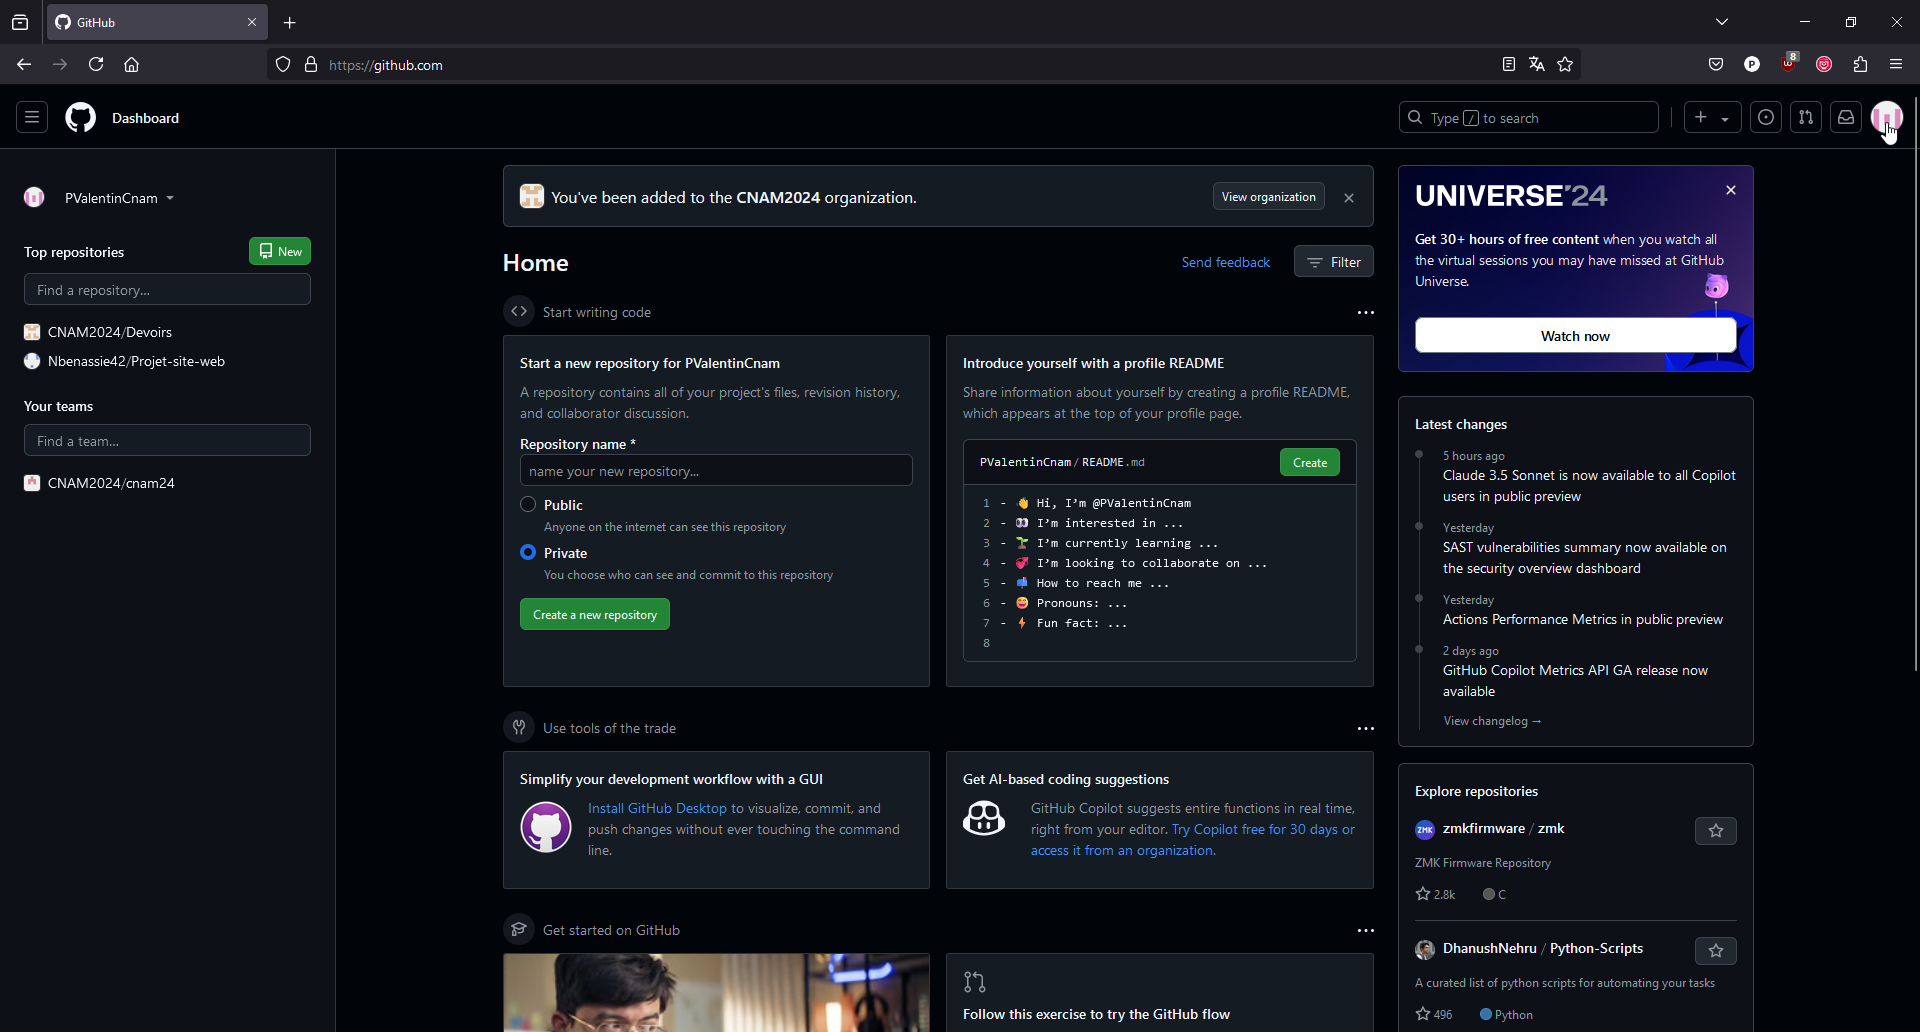 GitHub
https://github.com
8
P
Dashboard
Type / to search
PValentinCnam
Top repositories
New
Find a repository...
CNAM2024/Devoirs
Nbenassie42/Projet-site-web
Your teams
Find a team...
CNAM2024/cnam24
You've been added to the CNAM2024 organization.
View organization
Home
Send feedback
Filter
Start writing code
Start a new repository for PValentinCnam
A repository contains all of your project's files, revision history,
and collaborator discussion.
Repository name *
name your new repository...
Public
Anyone on the internet can see this repository
Private
You choose who can see and commit to this repository
Create a new repository
Introduce yourself with a profile README
Share information about yourself by creating a profile README,
which appears at the top of your profile page.
PValentinCnam / README.md
Create
1 - 👋 Hi, I’m @PValentinCnam
2 - 👀 I’m interested in ...
3 - 🌱 I’m currently learning ...
4 - 💞️ I’m looking to collaborate on ...
5 - 📫 How to reach me ...
6 - 😄 Pronouns: ...
7 - ⚡ Fun fact: ...
8
Use tools of the trade
Simplify your development workflow with a GUI
Install GitHub Desktop to visualize, commit, and
push changes without ever touching the command
line.
Get AI-based coding suggestions
GitHub Copilot suggests entire functions in real time,
right from your editor. Try Copilot free for 30 days or
access it from an organization.
Get started on GitHub
Follow this exercise to try the GitHub flow
UNIVERSE'24
Get 30+ hours of free content when you watch all
the virtual sessions you may have missed at GitHub
Universe.
Watch now
Latest changes
5 hours ago
Claude 3.5 Sonnet is now available to all Copilot
users in public preview
Yesterday
SAST vulnerabilities summary now available on
the security overview dashboard
Yesterday
Actions Performance Metrics in public preview
2 days ago
GitHub Copilot Metrics API GA release now
available
View changelog →
Explore repositories
ZMK
zmkfirmware / zmk
ZMK Firmware Repository
2.8k
C
DhanushNehru / Python-Scripts
A curated list of python scripts for automating your tasks
496
Python